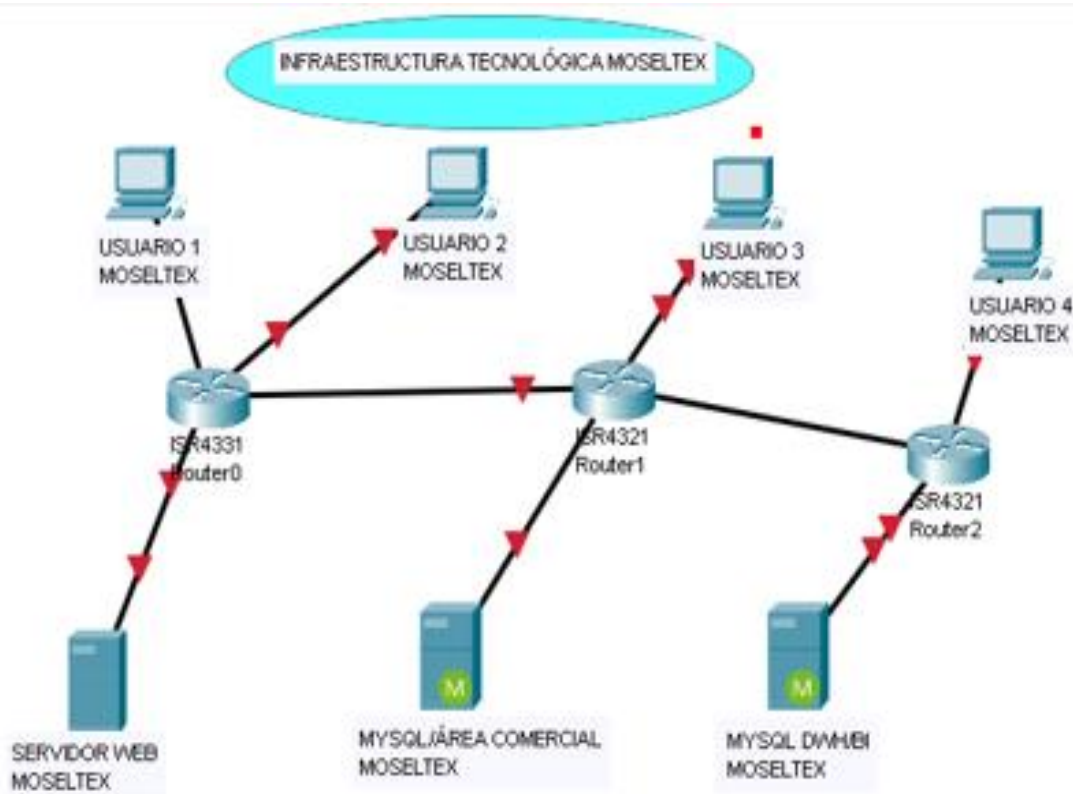 INFRAESTRUCTURA TECNOLÓGICA MOSELTEX
USUARIO 1
MOSELTEX
USUARIO 2
MOSELTEX
USUARIO 3
MOSELTEX
USUARIO 4
MOSELTEX
ISR4331
Router0
ISR4321
Router1
ISR4321
Router2
SERVIDOR WEB
MOSELTEX
M
MYSQL/ÁREA COMERCIAL
MOSELTEX
M
MYSQL DWH/BI
MOSELTEX